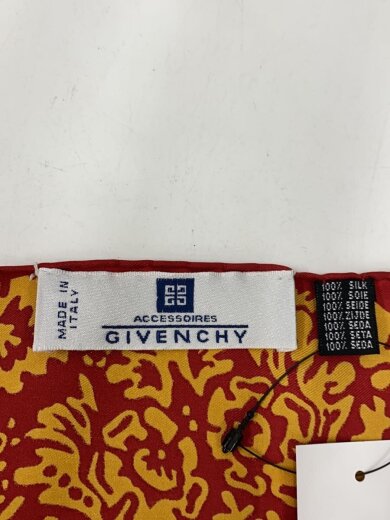 MADE IN
ITALY
ACCESSOIRES
GIVENCHY
100% SILK
100% SOIE
100% SEIDE
100% ZIJDE
100% SEDA
100% SETA
100% SEDA